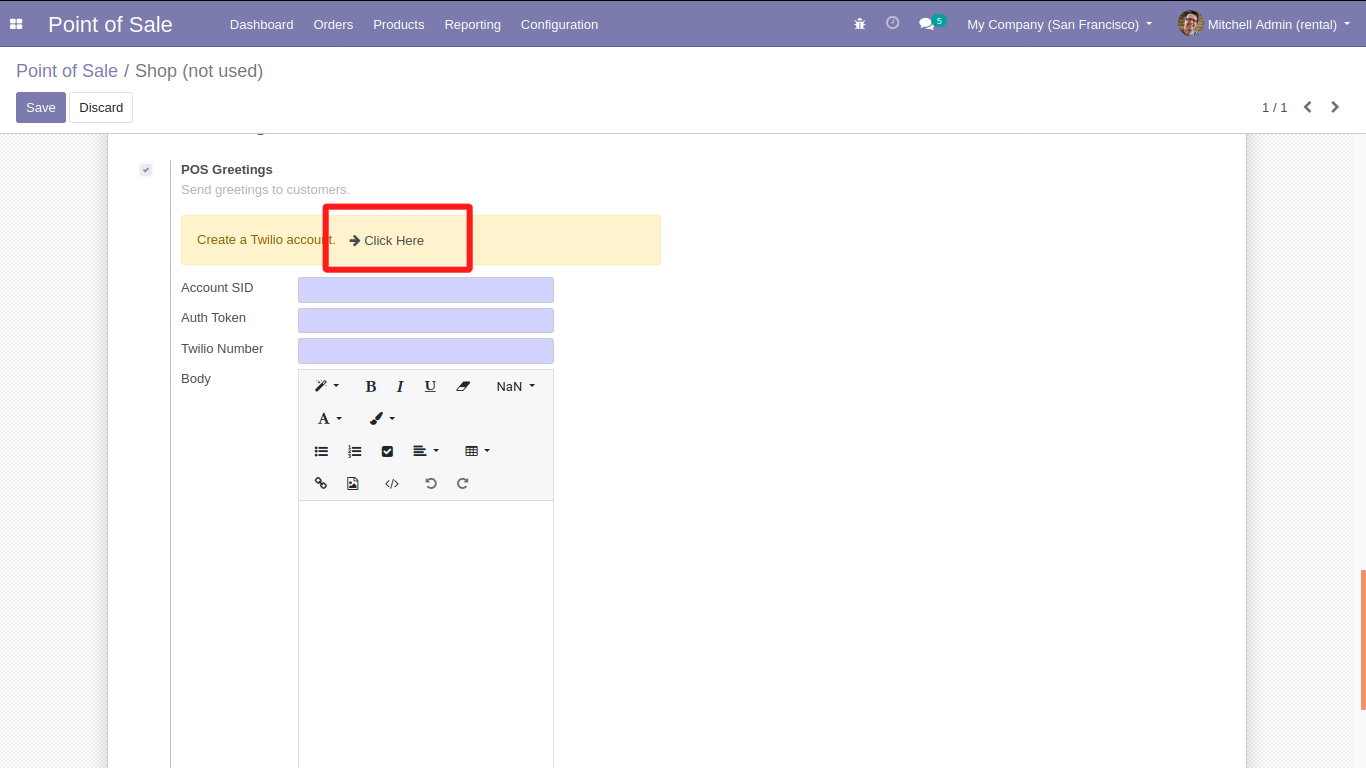 Point of Sale Dashboard Orders Products Reporting Configuration 5 My Company (San Francisco) Mitchell Admin (rental)
Point of Sale / Shop (not used)
Save Discard 1 / 1
POS Greetings
Send greetings to customers.
Create a Twilio account. Click Here
Account SID
Auth Token
Twilio Number
Body
B I U NaN
A